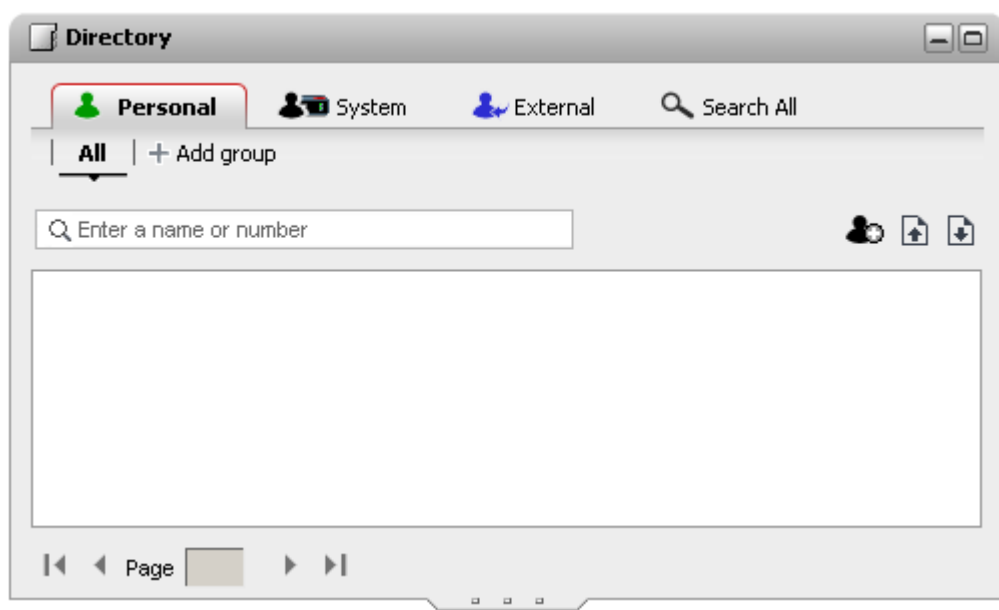 Directory
Personal System External Search All
All + Add group
Enter a name or number
Page